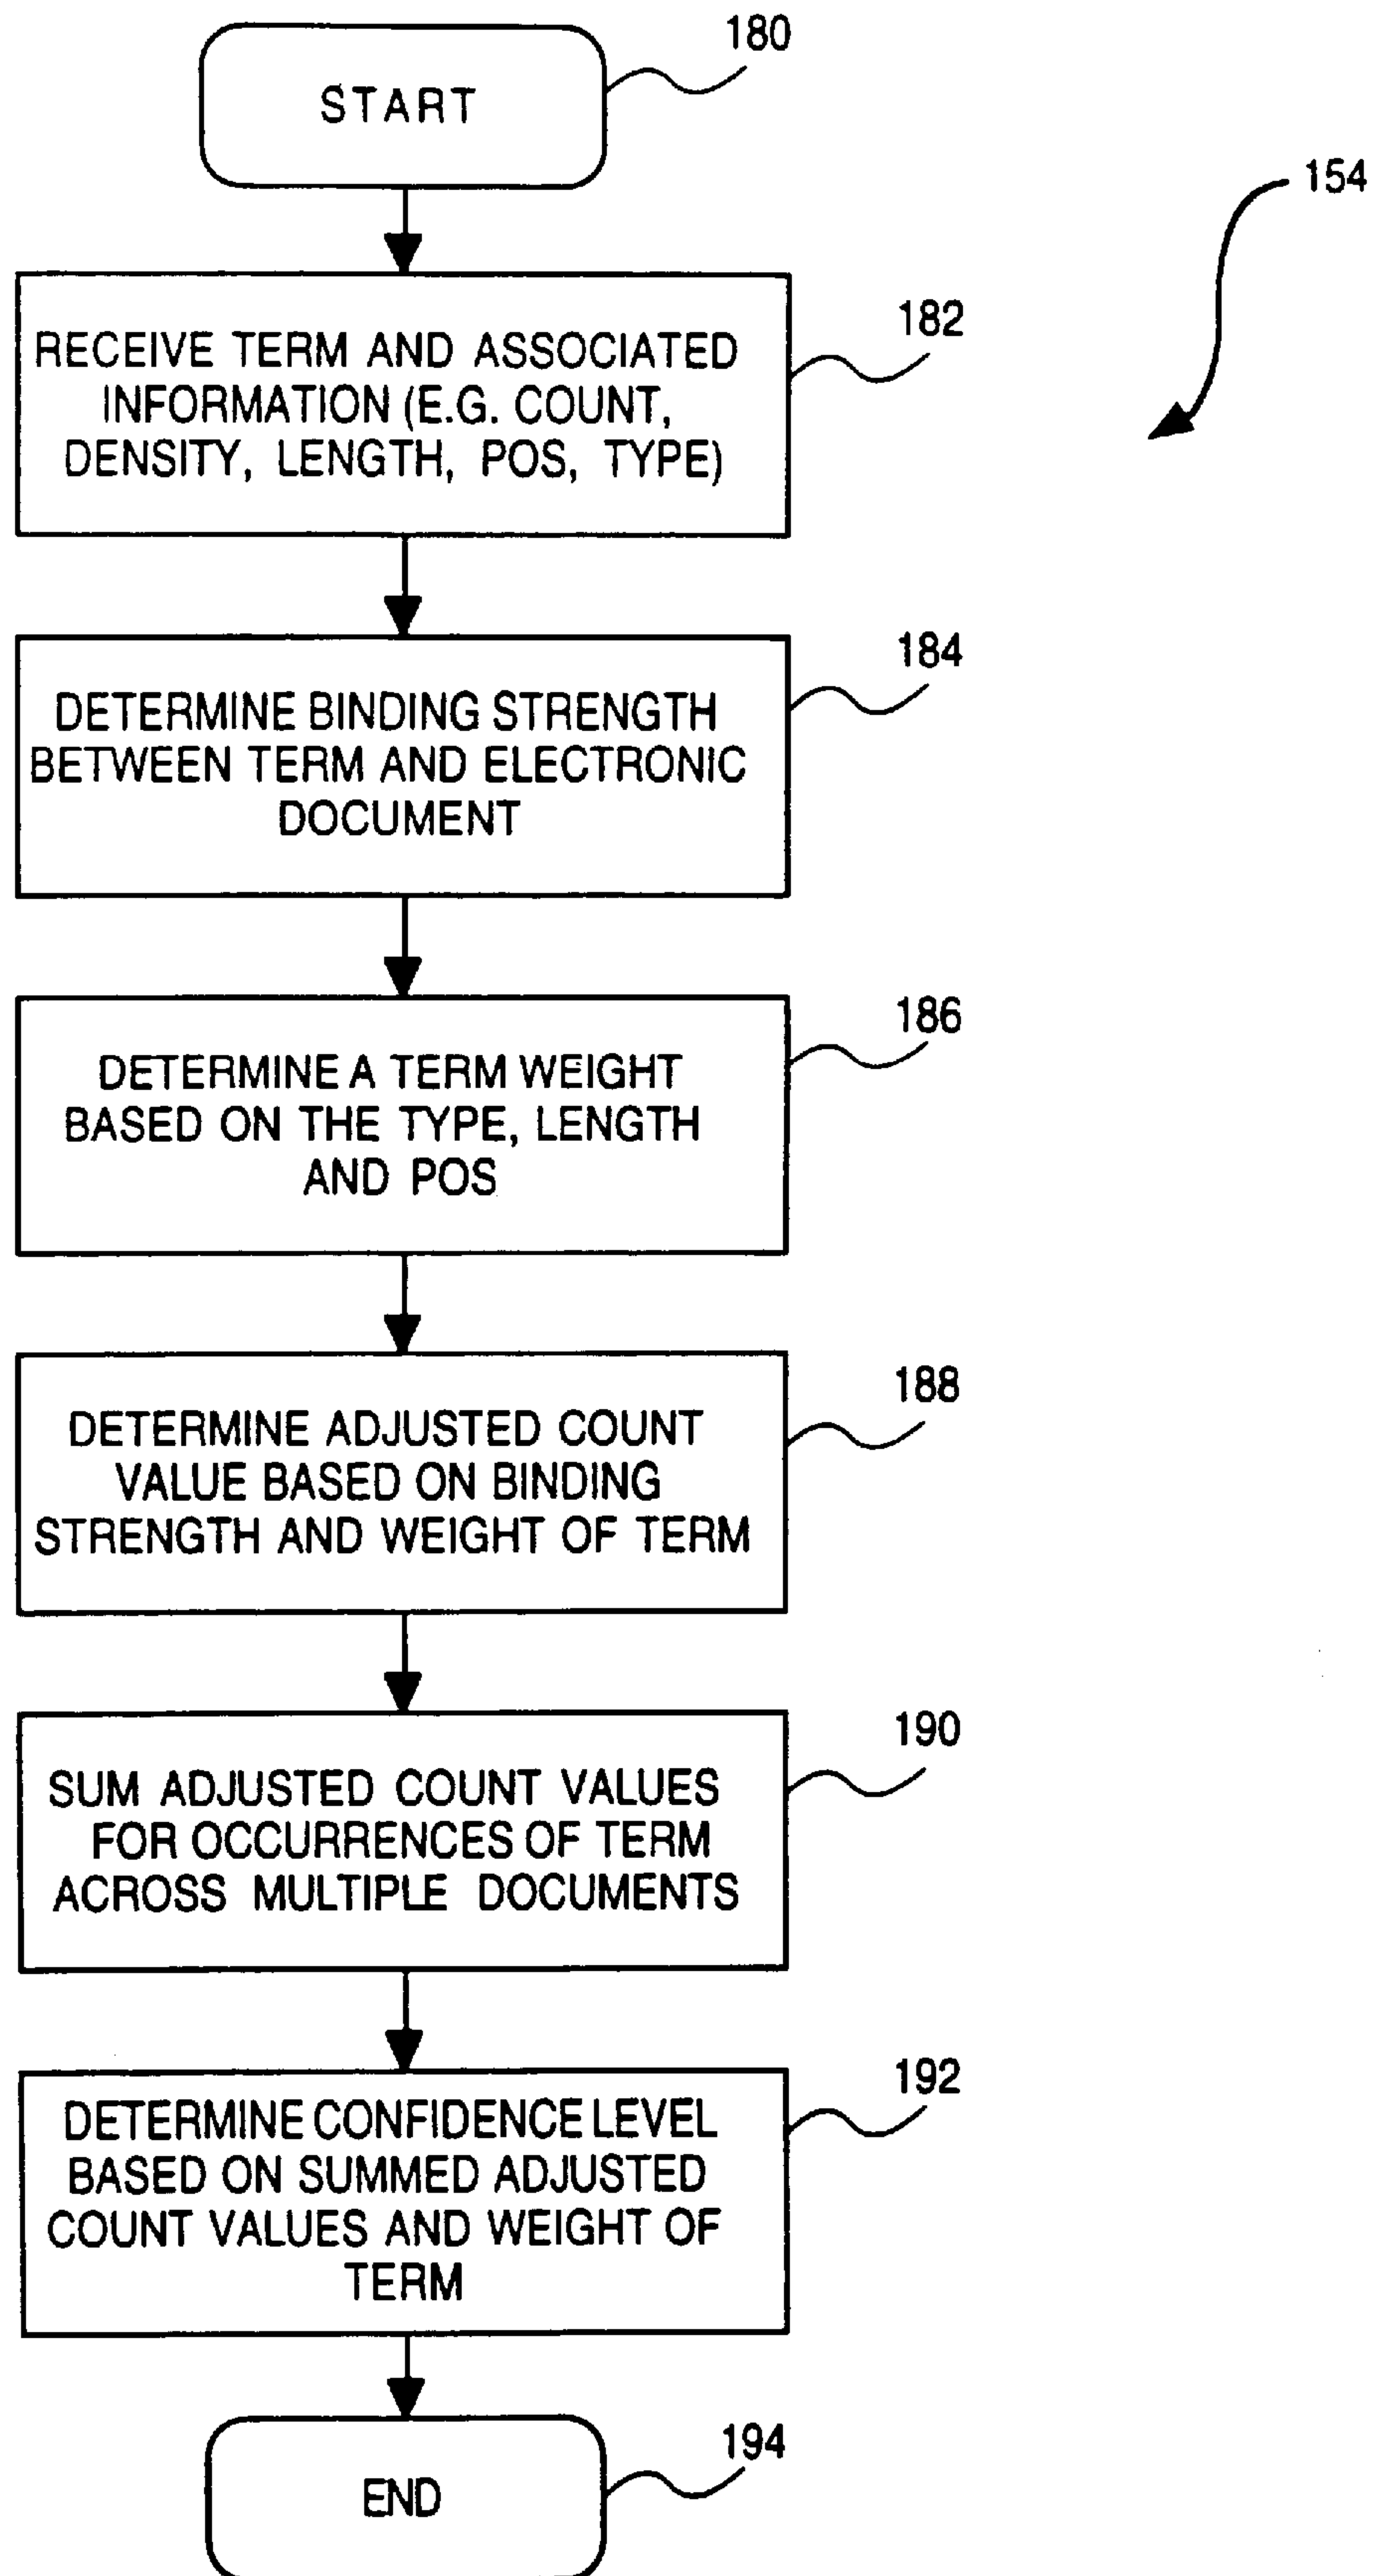 180
START
154
182
RECEIVE TERM AND ASSOCIATED
INFORMATION (E.G. COUNT,
DENSITY, LENGTH, POS, TYPE)
184
DETERMINE BINDING STRENGTH
BETWEEN TERM AND ELECTRONIC
DOCUMENT
186
DETERMINE A TERM WEIGHT
BASED ON THE TYPE, LENGTH
AND POS
188
DETERMINE ADJUSTED COUNT
VALUE BASED ON BINDING
STRENGTH AND WEIGHT OF TERM
190
SUM ADJUSTED COUNT VALUES
FOR OCCURRENCES OF TERM
ACROSS MULTIPLE DOCUMENTS
192
DETERMINE CONFIDENCE LEVEL
BASED ON SUMMED ADJUSTED
COUNT VALUES AND WEIGHT OF
TERM
194
END